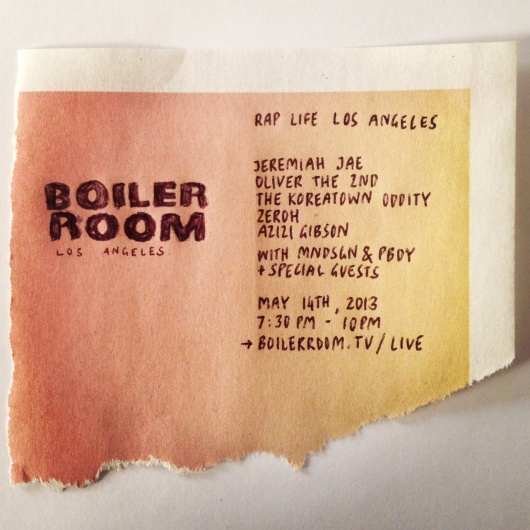 BOILER
ROOM
LOS ANGELES
RAP LIFE LOS ANGELES
JEREMIAH JAE
OLIVER THE 2ND
THE KOREATOWN ODDITY
ZEROH
AZIZI GIBSON
WITH MNDSGN & PBDY
+ SPECIAL GUESTS
MAY 14TH, 2013
7:30 PM - 10PM
→ BOILERROOM.TV/LIVE